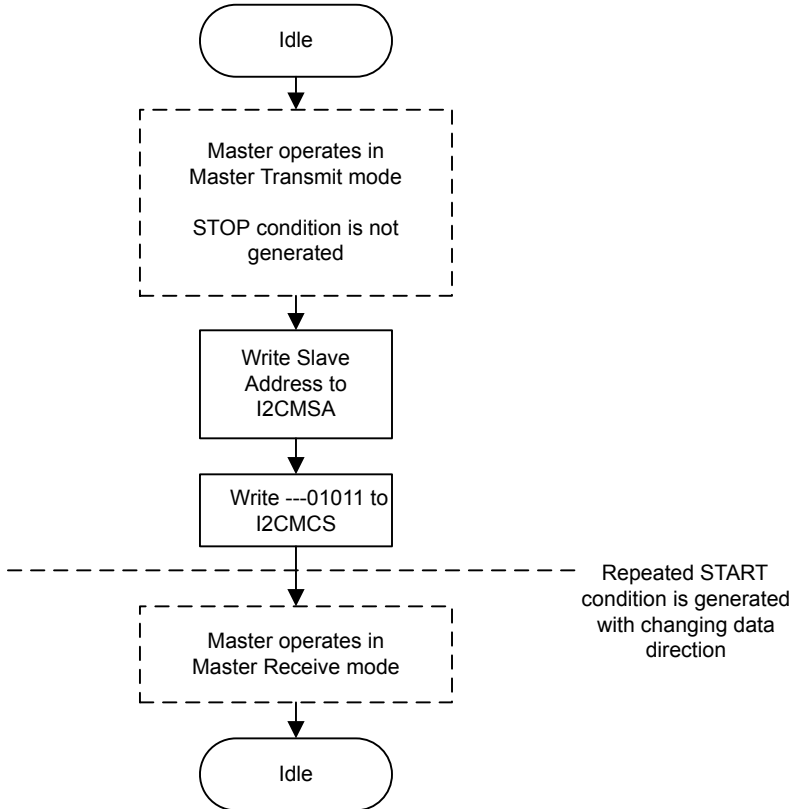 Idle
Master operates in
Master Transmit mode
STOP condition is not
generated
Write Slave
Address to
I2CMSA
Write ---01011 to
I2CMCS
Repeated START
condition is generated
with changing data
direction
Master operates in
Master Receive mode
Idle